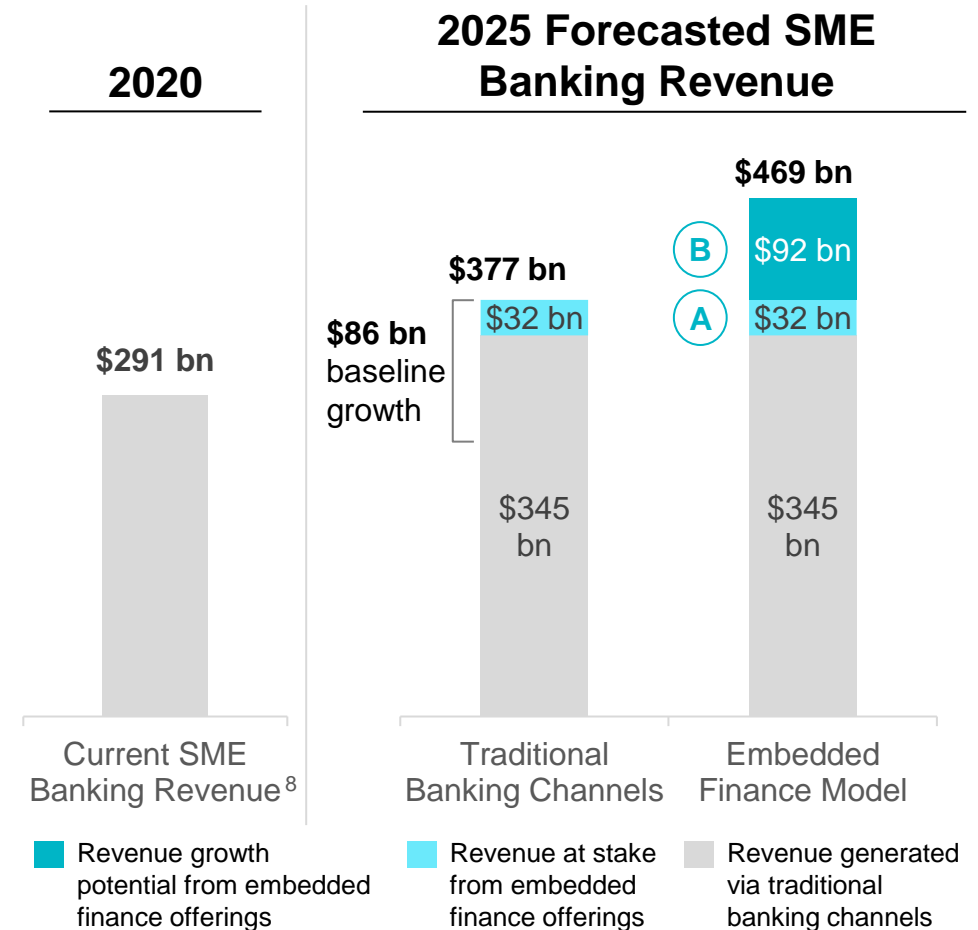 2020
2025 Forecasted SME
Banking Revenue
$291 bn
$86 bn
baseline
growth
$377 bn
$32 bn
$345
bn
$469 bn
B
$92 bn
A
$32 bn
$345
bn
Current SME
Banking Revenue 8
Traditional
Banking Channels
Embedded
Finance Model
Revenue growth
potential from embedded
finance offerings
Revenue at stake
from embedded
finance offerings
Revenue generated
via traditional
banking channels